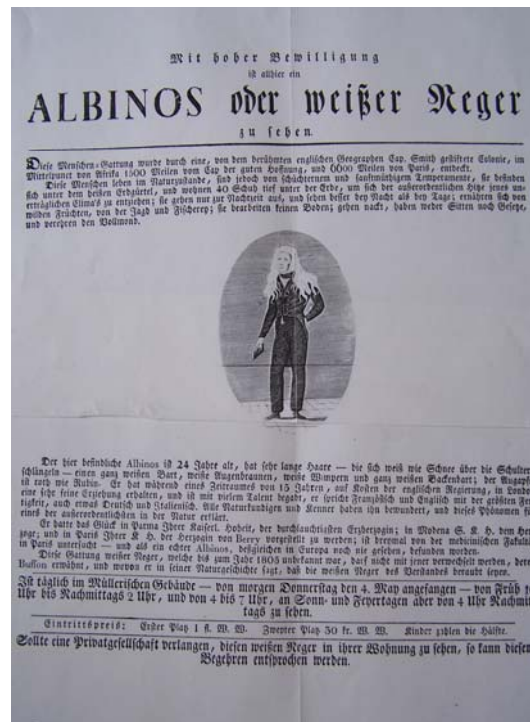 Mit hoher Bewilligung
ist allhier ein
ALBINOS oder weißer Neger
zu sehen.
Diese Menschen-Gattung wurde durch eine, von dem berühmten englischen Geographen Cap. Smith gestiftete Colonie, im
Mittelpunct von Afrika 1500 Meilen vom Cap der guten Hoffnung, und 6000 Meilen von Paris, entdeckt.
Diese Menschen leben im Naturzustande, sind jedoch von schüchternem und sanftmüthigem Temperamente, sie befinden
sich unter dem heißen Erdgürtel, und wohnen 40 Schuh tief unter der Erde, um sich der außerordentlichen Hitze jenes un-
erträglichen Clima's zu entziehen; sie gehen nur zur Nachtzeit aus, und sehen besser bey Nacht als bey Tage; ernähren sich von
wilden Früchten, von der Jagd und Fischerey; sie bearbeiten keinen Boden; gehen nackt, haben weder Sitten noch Gesetze,
und verehren den Vollmond.
Der hier befindliche Albinos ist 24 Jahre alt, hat sehr lange Haare — die sich weiß wie Schnee über die Schulter
schlängeln — einen ganz weißen Bart, weiße Augenbraunen, weiße Wimpern und ganz weißen Backenbart; der Augapf
ist roth wie Rubin. Er hat während eines Zeitraumes von 15 Jahren, auf Kosten der englischen Regierung, in London
eine sehr feine Erziehung erhalten, und ist mit vielem Talent begabt, er spricht Französisch und Englisch mit der größten Fer-
tigkeit, auch etwas Deutsch und Italienisch. Alle Naturkundigen und Kenner haben ihn bewundert, und dieses Phänomen für
eines der außerordentlichsten in der Natur erklärt.
Er hatte das Glück in Parma Ihrer Kaiserl. Hoheit, der durchlauchtigsten Erzherzogin; in Modena S. K. H. dem Her-
zog; und in Paris Ihrer K H. der Herzogin von Berry vorgestellt zu werden; ist dreymal von der medicinischen Fakultät
in Paris untersucht — und als ein echter Albinos, desgleichen in Europa noch nie gesehen, befunden worden.
Diese Gattung weißer Neger, welche bis zum Jahr 1805 unbekannt war, darf nicht mit jener verwechselt werden, deren
Buffon erwähnt, und wovon er in seiner Naturgeschichte sagt, daß die weißen Neger des Verstandes beraubt seyen.
Ist täglich im Müllerischen Gebäude — von morgen Donnerstag den 4. May angefangen — von Früh
Uhr bis Nachmittags 2 Uhr, und von 4 bis 7 Uhr, an Sonn- und Feyertagen aber von 4 Uhr Nachmit-
tags zu sehen.
Eintrittspreis: Erster Platz 1 fl. W. W. Zweyter Platz 30 kr. W. W. Kinder zahlen die Hälfte.
Sollte eine Privatgesellschaft verlangen, diesen weißen Neger in ihrer Wohnung zu sehen, so kann diesem
Begehren entsprochen werden.